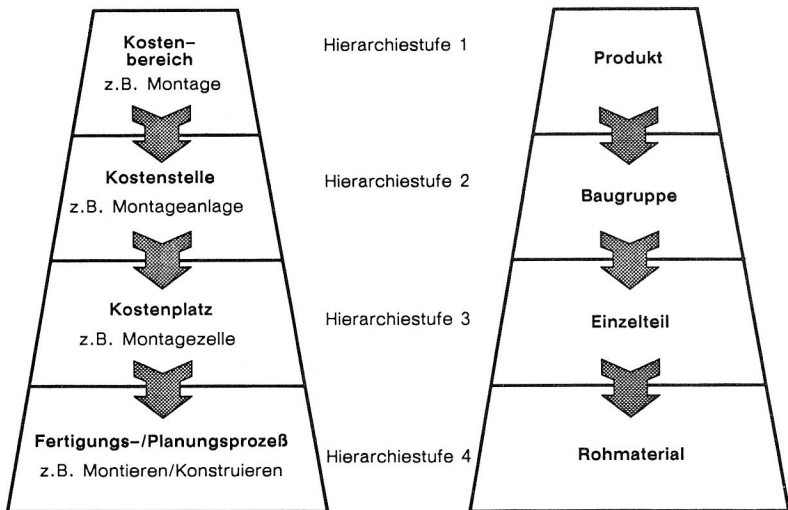 Kosten-
bereich
z.B. Montage
Hierarchiestufe 1
Produkt
Kostenstelle
z.B. Montageanlage
Hierarchiestufe 2
Baugruppe
Kostenplatz
z.B. Montagezelle
Hierarchiestufe 3
Einzelteil
Fertigungs-/Planungsprozeß
z.B. Montieren/Konstruieren
Hierarchiestufe 4
Rohmaterial